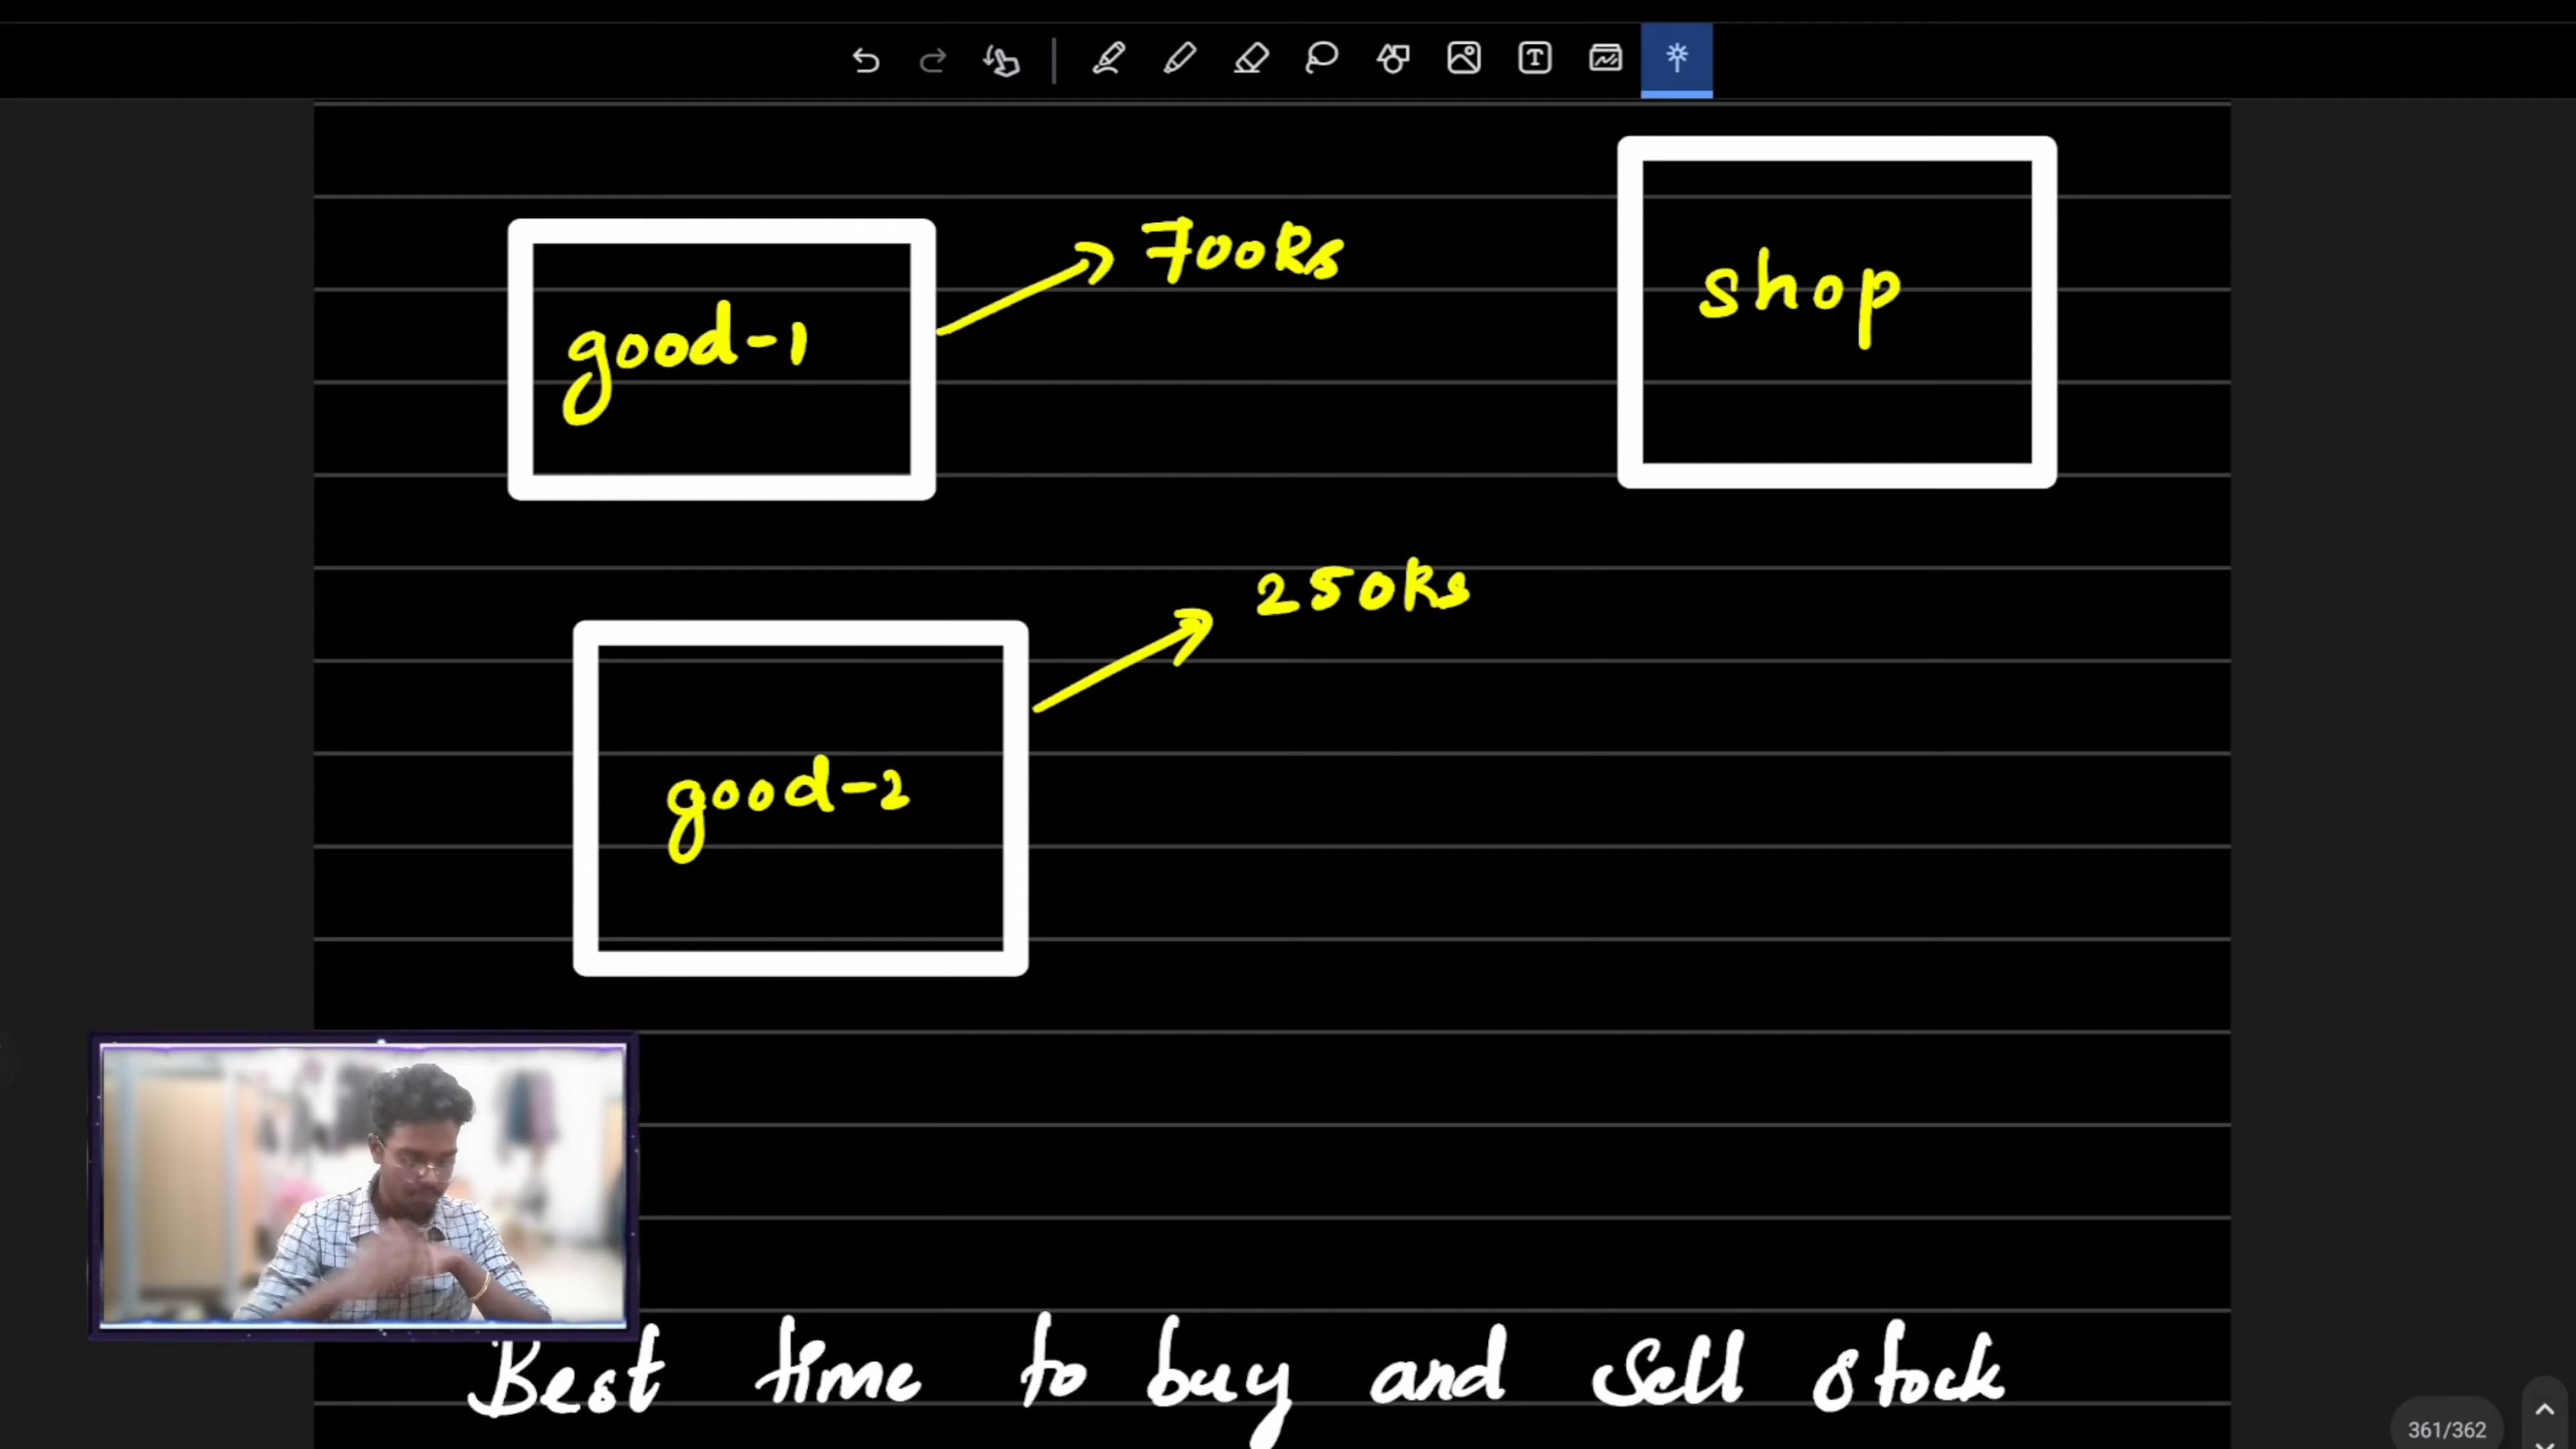 700Rs
shop
good-1
250Rs
good-2
Best time to buy and Sell stock
361/362